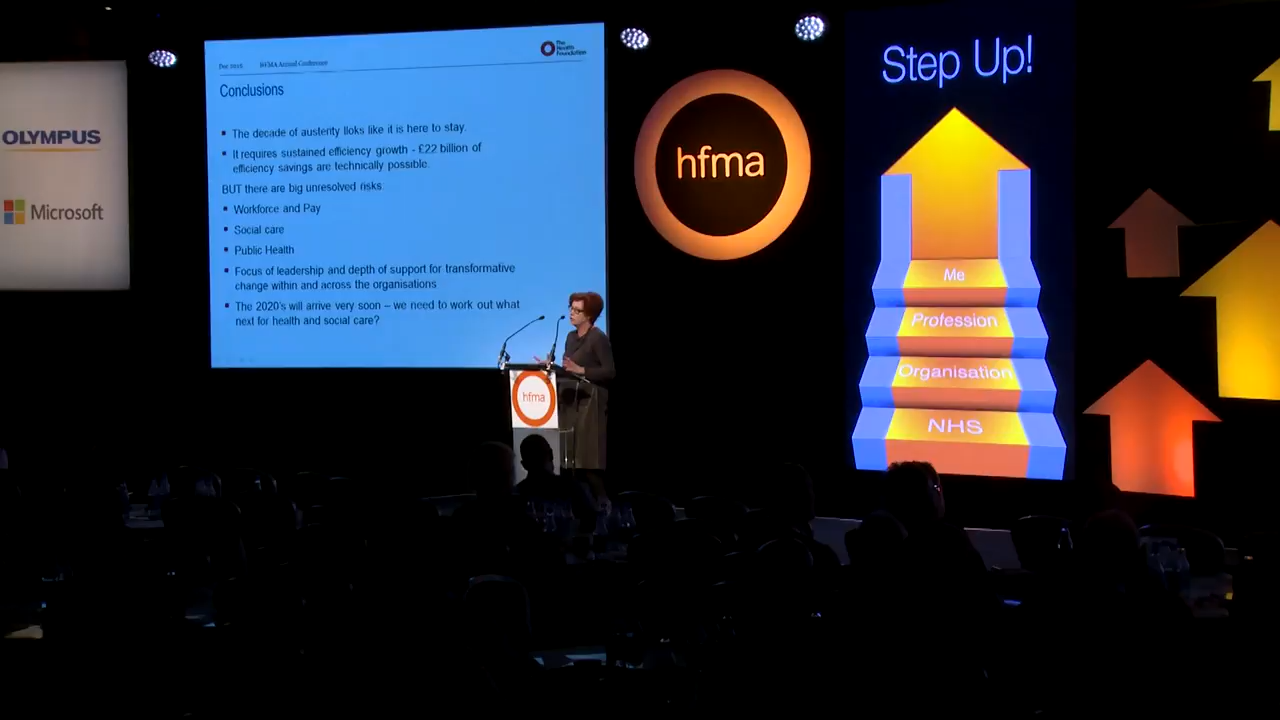 OLYMPUS
Microsoft
Dec 2016 HFMA Annual Conference
The
Health
Foundation
Conclusions
The decade of austerity lloks like it is here to stay.
It requires sustained efficiency growth - £22 billion of
efficiency savings are technically possible.
BUT there are big unresolved risks
Workforce and Pay
Social care
Public Health
Focus of leadership and depth of support for transformative
change within and across the organisations
The 2020's will arrive very soon – we need to work out what
next for health and social care?
hfma
hfma
Step Up!
Me
Profession
Organisation
NHS